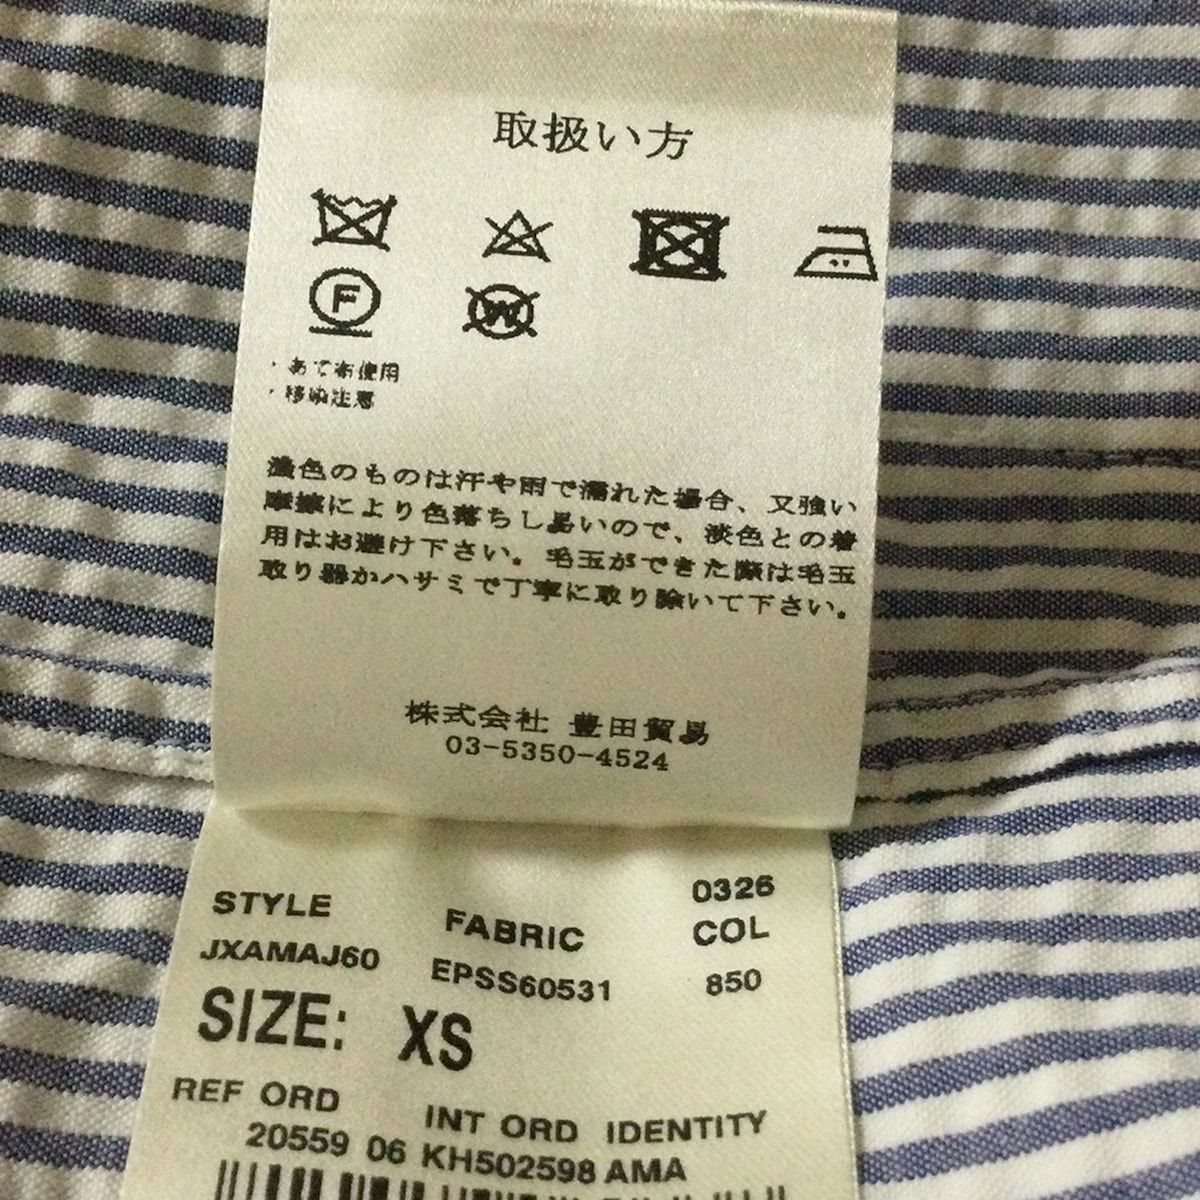 取扱い方
F
W
・あて布使用
・移染注意
濃色のものは汗や雨で濡れた場合、又強い
摩擦により色落ちし易いので、淡色との着
用はお避け下さい。毛玉ができた際は毛玉
取り器かハサミで丁寧に取り除いて下さい。
株式会社 豊田貿易
03-5350-4524
0326
STYLE FABRIC COL
JXAMAJ60 EPSS60531 850
SIZE: XS
REF ORD INT ORD IDENTITY
20559 06 KH502598 AMA